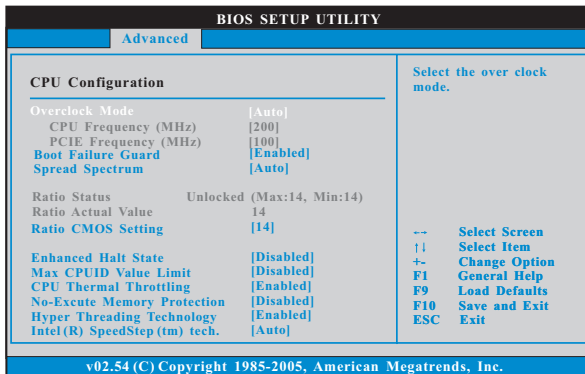 BIOS SETUP UTILITY
Advanced
CPU Configuration
Overclock Mode [Auto]
CPU Frequency (MHz) [200]
PCIE Frequency (MHz) [100]
Boot Failure Guard [Enabled]
Spread Spectrum [Auto]
Ratio Status Unlocked (Max:14, Min:14)
Ratio Actual Value 14
Ratio CMOS Setting [14]
Enhanced Halt State [Disabled]
Max CPUID Value Limit [Disabled]
CPU Thermal Throttling [Enabled]
No-Excute Memory Protection [Disabled]
Hyper Threading Technology [Enabled]
Intel (R) SpeedStep (tm) tech. [Auto]
Select the over clock
mode.
←→ Select Screen
↑↓ Select Item
+- Change Option
F1 General Help
F9 Load Defaults
F10 Save and Exit
ESC Exit
v02.54 (C) Copyright 1985-2005, American Megatrends, Inc.